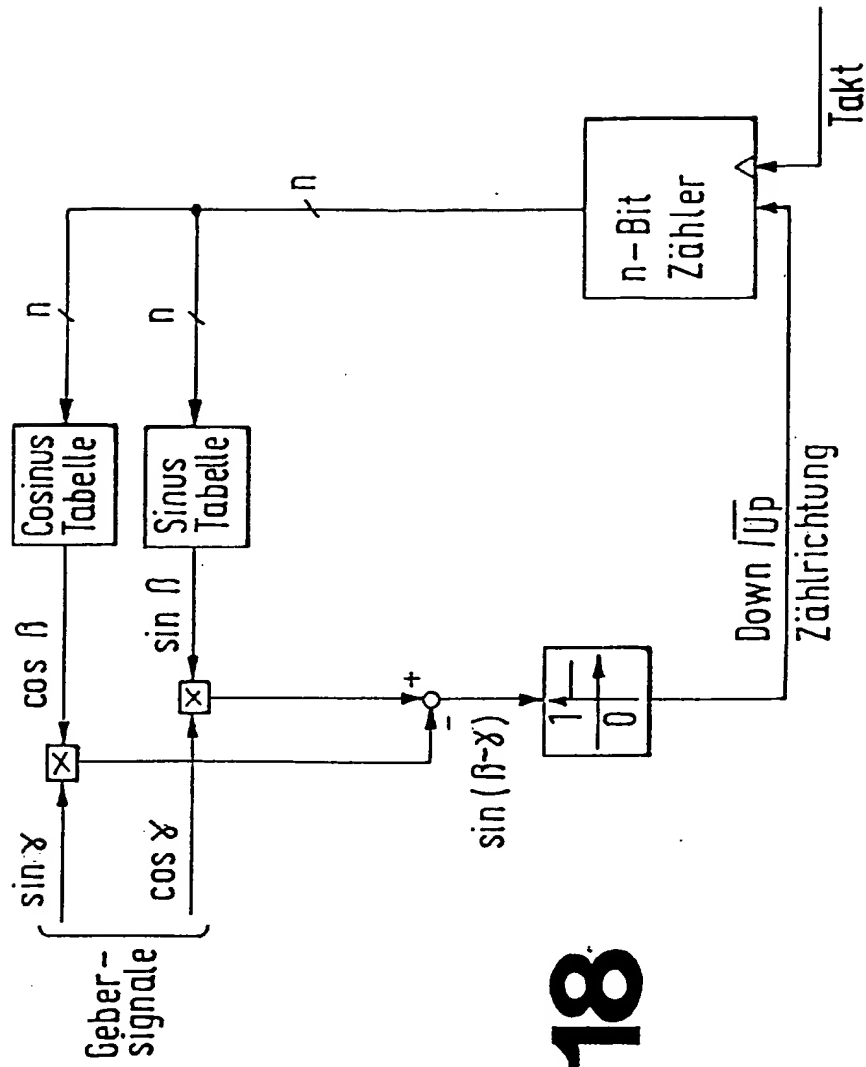 Geber-
signale
sin γ
cos γ
cos β
sin β
Cosinus
Tabelle
Sinus
Tabelle
n
n
n
+
-
sin (β-γ)
1
0
Down /U̅p̅
Zählrichtung
n-Bit
Zähler
Takt
18